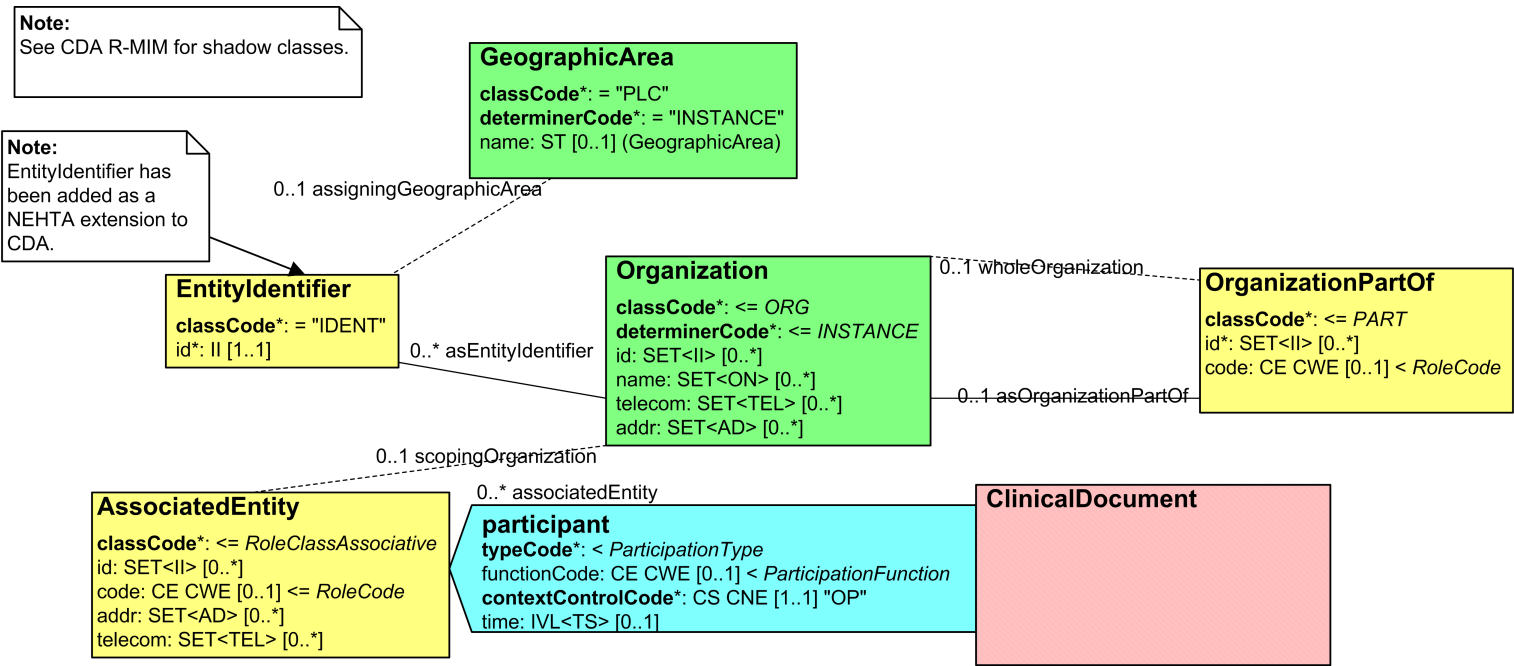 Note:
See CDA R-MIM for shadow classes.
GeographicArea
classCode*: = "PLC"
determinerCode*: = "INSTANCE"
name: ST [0..1] (GeographicArea)
Note:
EntityIdentifier has
been added as a
NEHTA extension to
CDA.
0..1 assigningGeographicArea
EntityIdentifier
classCode*: = "IDENT"
id*: II [1..1]
0..* asEntityIdentifier
Organization
classCode*: <= ORG
determinerCode*: <= INSTANCE
id: SET<II> [0..*]
name: SET<ON> [0..*]
telecom: SET<TEL> [0..*]
addr: SET<AD> [0..*]
0..1 wholeOrganization
OrganizationPartOf
classCode*: <= PART
id*: SET<II> [0..*]
code: CE CWE [0..1] < RoleCode
0..1 asOrganizationPartOf
0..1 scopingOrganization
AssociatedEntity
classCode*: <= RoleClassAssociative
id: SET<II> [0..*]
code: CE CWE [0..1] <= RoleCode
addr: SET<AD> [0..*]
telecom: SET<TEL> [0..*]
0..* associatedEntity
participant
typeCode*: < ParticipationType
functionCode: CE CWE [0..1] < ParticipationFunction
contextControlCode*: CS CNE [1..1] "OP"
time: IVL<TS> [0..1]
ClinicalDocument